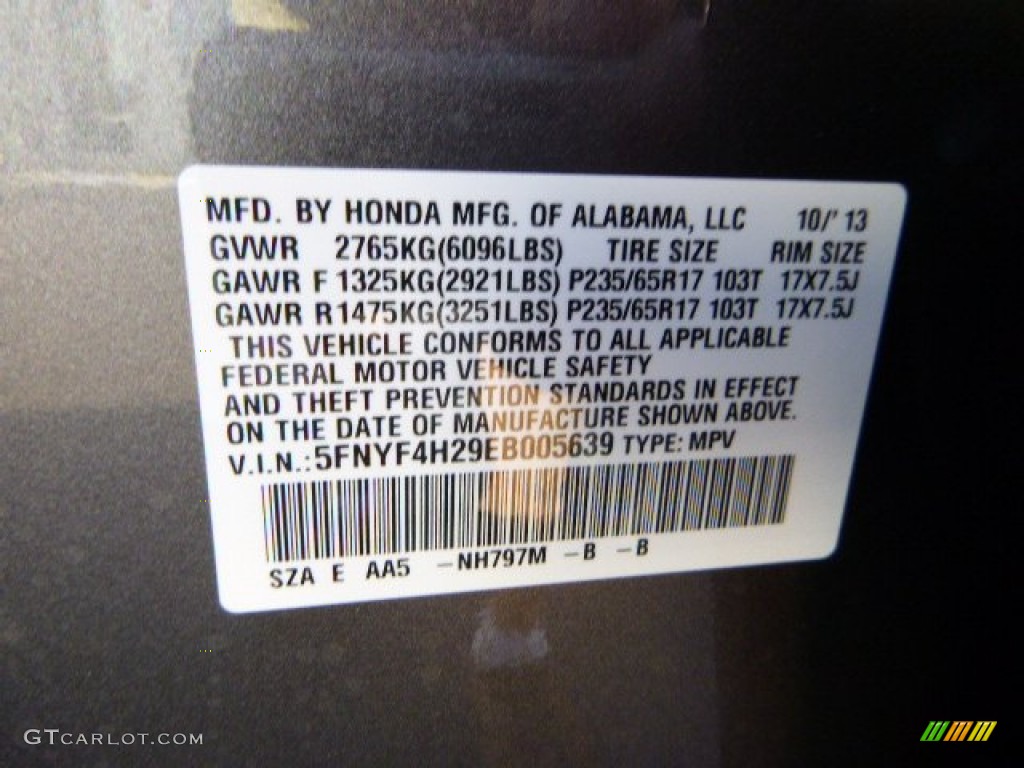 MFD. BY HONDA MFG. OF ALABAMA, LLC 10/'13
GVWR 2765KG(6096LBS) TIRE SIZE RIM SIZE
GAWR F 1325KG(2921LBS) P235/65R17 103T 17X7.5J
GAWR R 1475KG(3251LBS) P235/65R17 103T 17X7.5J
THIS VEHICLE CONFORMS TO ALL APPLICABLE
FEDERAL MOTOR VEHICLE SAFETY
AND THEFT PREVENTION STANDARDS IN EFFECT
ON THE DATE OF MANUFACTURE SHOWN ABOVE.
V.I.N.:5FNYF4H29EB005639 TYPE: MPV
SZA E AA5 -NH797M -B -B
GTCARLOT.COM